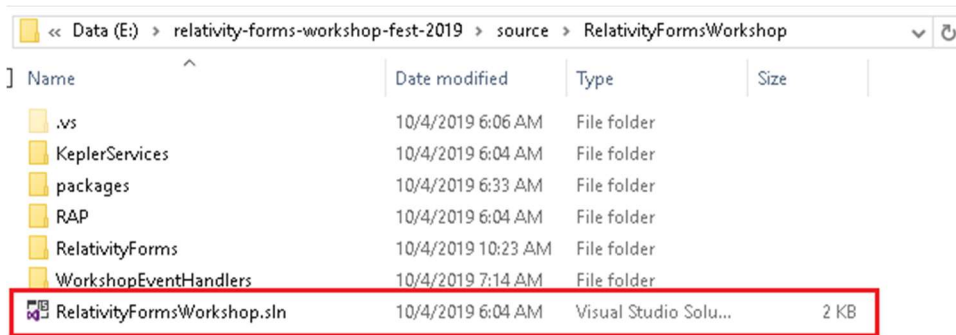 « Data (E:) > relativity-forms-workshop-fest-2019 > source > RelativityFormsWorkshop
Name Date modified Type Size
.vs 10/4/2019 6:06 AM File folder
KeplerServices 10/4/2019 6:04 AM File folder
packages 10/4/2019 6:33 AM File folder
RAP 10/4/2019 6:04 AM File folder
RelativityForms 10/4/2019 10:23 AM File folder
WorkshopEventHandlers 10/4/2019 7:14 AM File folder
RelativityFormsWorkshop.sln 10/4/2019 6:04 AM Visual Studio Solu... 2 KB